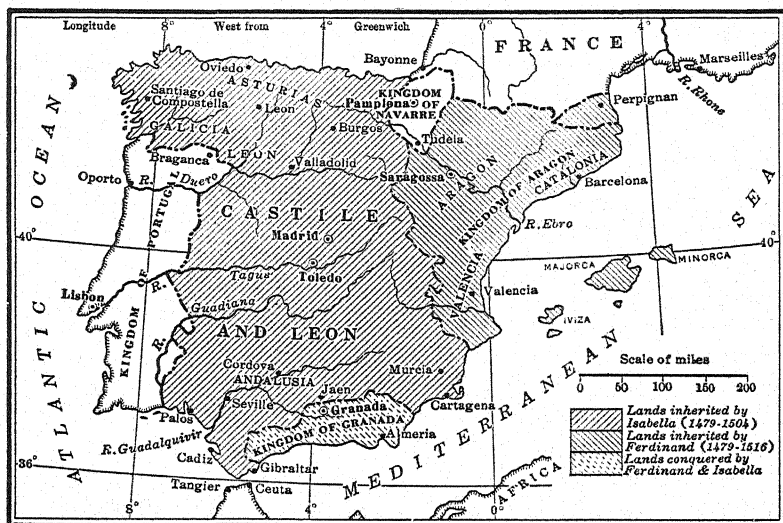 Longitude 8° West from 4° Greenwich 0° 4°
FRANCE
Bayonne
Marseilles
R. Rhone
Oviedo
ASTURIAS
Santiago de
Compostella
Leon
KINGDOM
Pamplona OF
NAVARRE
Perpignan
Burgos
GALICIA
Tudela
LEON
Braganca
Valladolid
Saragossa
ARAGON
KINGDOM OF ARAGON
CATALONIA
Barcelona
Oporto
R. Duero
CASTILE
R. Ebro
Madrid
40
40
KINGDOM OF PORTUGAL
MAJORCA
MINORCA
Toledo
R. Tagus
VALENCIA
Valencia
Lisbon
R. Guadiana
IVIZA
AND LEON
Cordova
ANDALUSIA
Murcia
Jaen
Cartagena
Seville
Granada
Palos
KINGDOM OF GRANADA
Almeria
R. Guadalquivir
Cadiz
36°
Gibraltar
Tangier
Ceuta
AFRICA
ATLANTIC OCEAN
MEDITERRANEAN SEA
Scale of miles
0 50 100 150 200
Lands inherited by
Isabella (1479-1504)
Lands inherited by
Ferdinand (1479-1516)
Lands conquered by
Ferdinand & Isabella
8° 4° 0° 4°